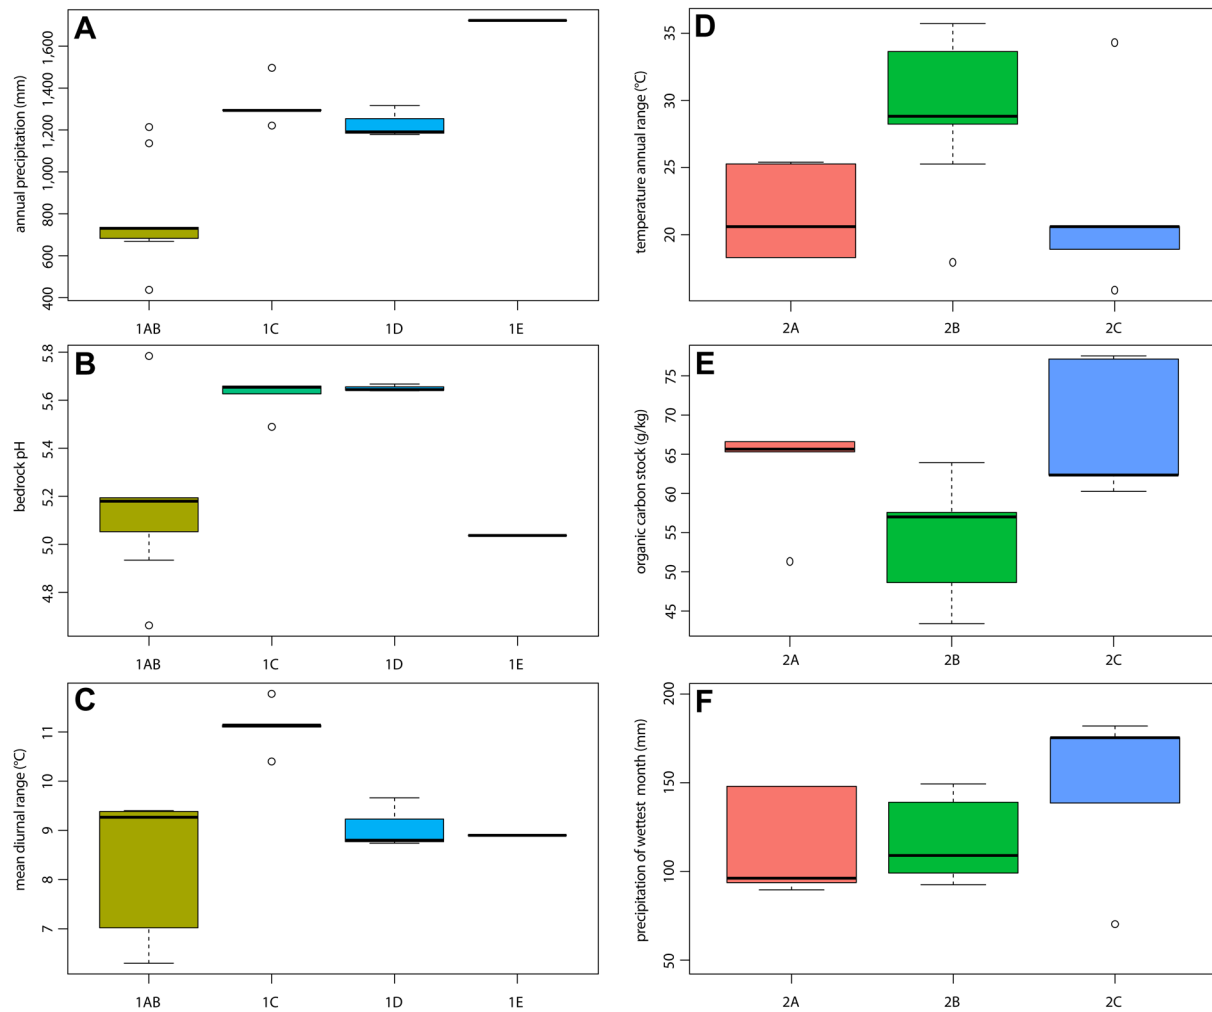 A
annual precipitation (mm)
1,600
1,400
1,200
1,000
800
600
400
1AB 1C 1D 1E
B
bedrock pH
5.8
5.6
5.4
5.2
5.0
4.8
1AB 1C 1D 1E
C
mean diurnal range (°C)
11
10
9
8
7
1AB 1C 1D 1E
D
temperature annual range (°C)
35
30
25
20
2A 2B 2C
E
organic carbon stock (g/kg)
75
70
65
60
55
50
45
2A 2B 2C
F
precipitation of wettest month (mm)
200
150
100
50
2A 2B 2C